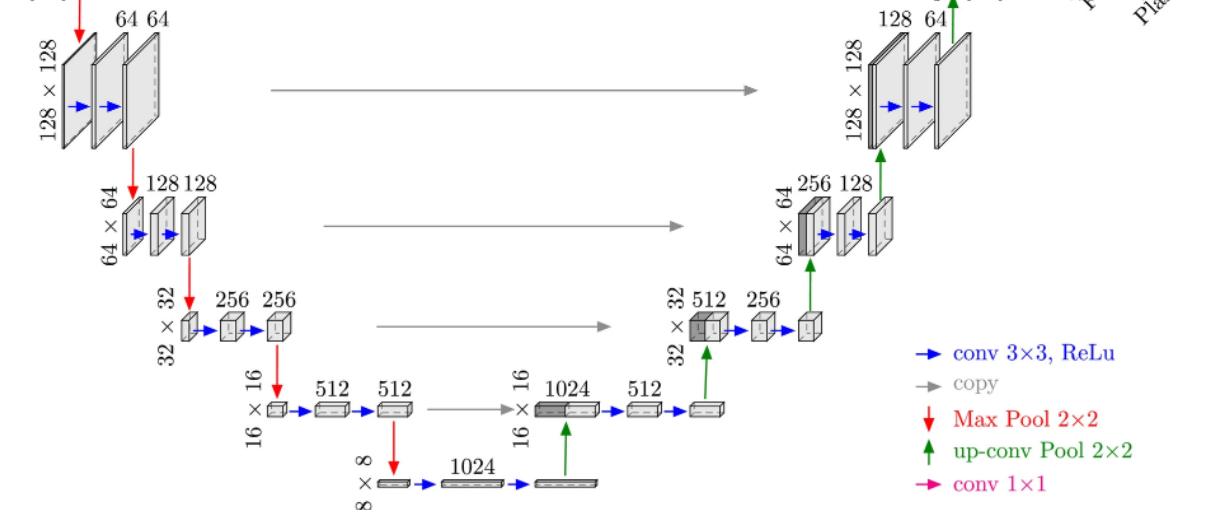 64 64
128 × 128
128 64
128 × 128
128 128
64 × 64
256 128
64 × 64
256 256
32 × 32
512 256
32 × 32
512 512
16 × 16
1024 512
16 × 16
1024
8 × 8
conv 3×3, ReLu
copy
Max Pool 2×2
up-conv Pool 2×2
conv 1×1